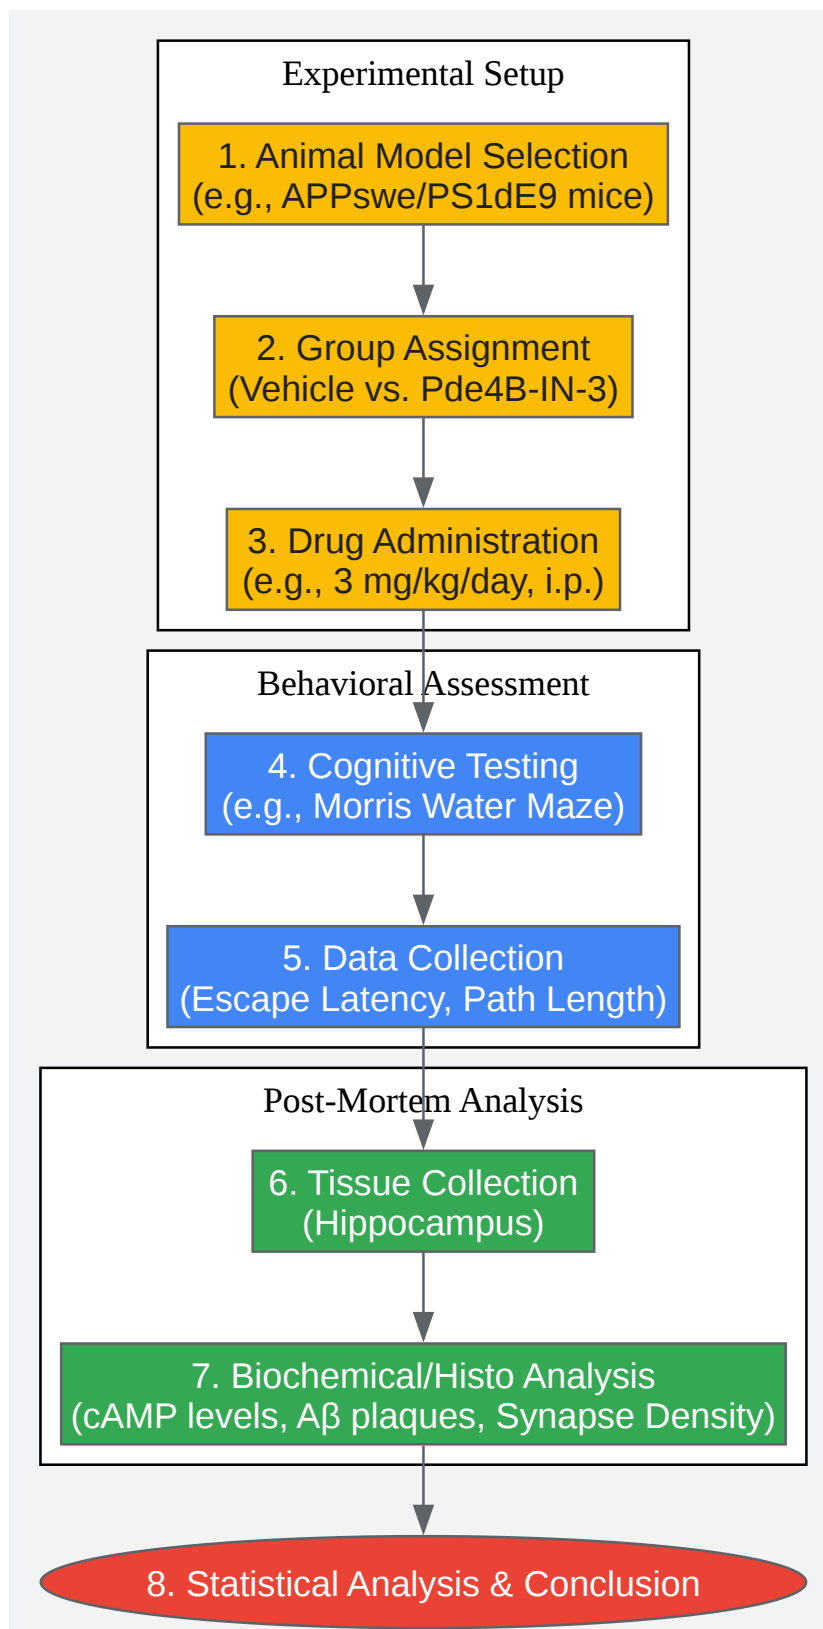 Experimental Setup
1. Animal Model Selection
(e.g., APPswe/PS1dE9 mice)
2. Group Assignment
(Vehicle vs. Pde4B-IN-3)
3. Drug Administration
(e.g., 3 mg/kg/day, i.p.)
Behavioral Assessment
4. Cognitive Testing
(e.g., Morris Water Maze)
5. Data Collection
(Escape Latency, Path Length)
Post-Mortem Analysis
6. Tissue Collection
(Hippocampus)
7. Biochemical/Histo Analysis
(cAMP levels, Aβ plaques, Synapse Density)
8. Statistical Analysis & Conclusion